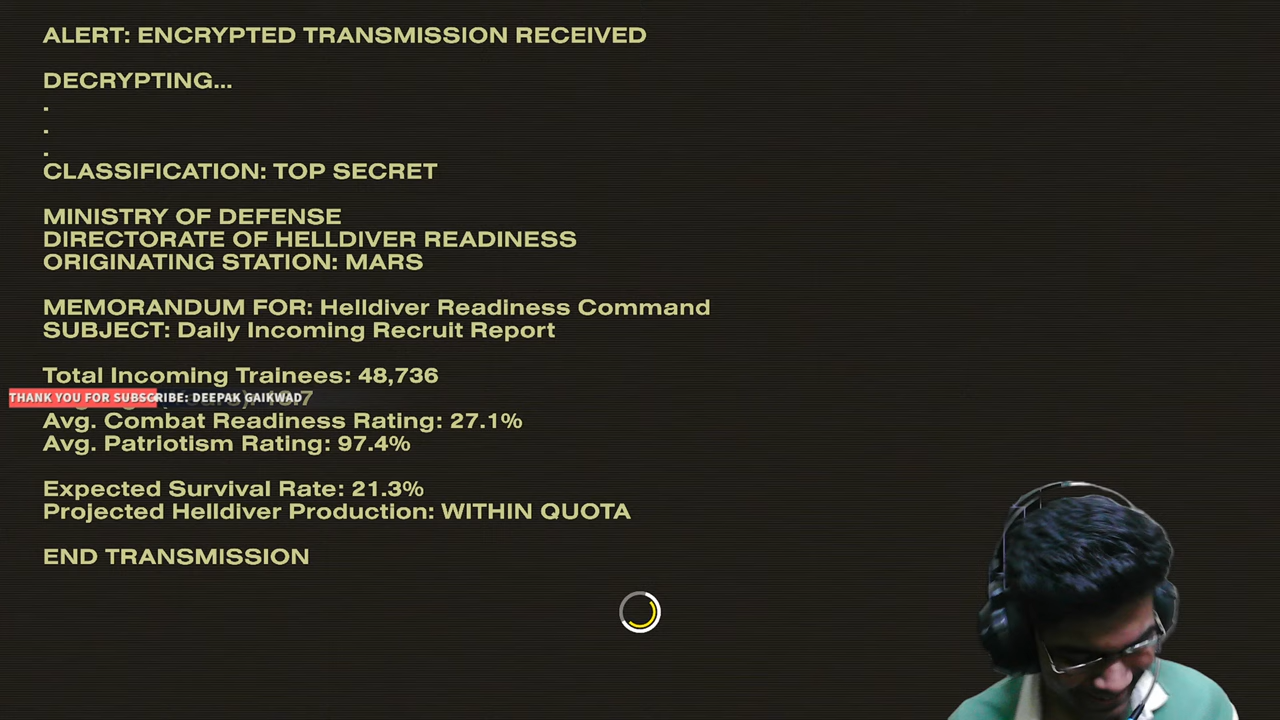 ALERT: ENCRYPTED TRANSMISSION RECEIVED
DECRYPTING...
.
.
.
CLASSIFICATION: TOP SECRET
MINISTRY OF DEFENSE
DIRECTORATE OF HELLDIVER READINESS
ORIGINATING STATION: MARS
MEMORANDUM FOR: Helldiver Readiness Command
SUBJECT: Daily Incoming Recruit Report
Total Incoming Trainees: 48,736
THANK YOU FOR SUBSCRIBE: DEEPAK GAIKWAD
Avg. Combat Readiness Rating: 27.1%
Avg. Patriotism Rating: 97.4%
Expected Survival Rate: 21.3%
Projected Helldiver Production: WITHIN QUOTA
END TRANSMISSION